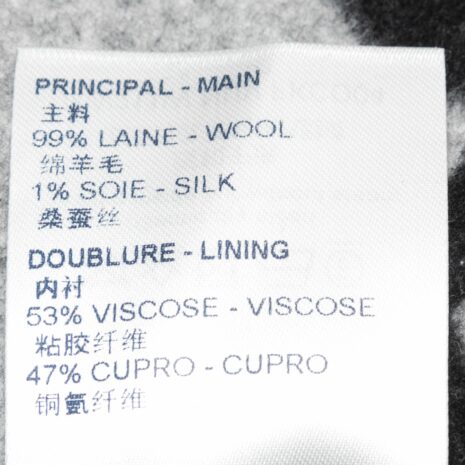 PRINCIPAL - MAIN
主料
99% LAINE - WOOL
绵羊毛
1% SOIE - SILK
桑蚕丝
DOUBLURE - LINING
内衬
53% VISCOSE - VISCOSE
粘胶纤维
47% CUPRO - CUPRO
铜氨纤维